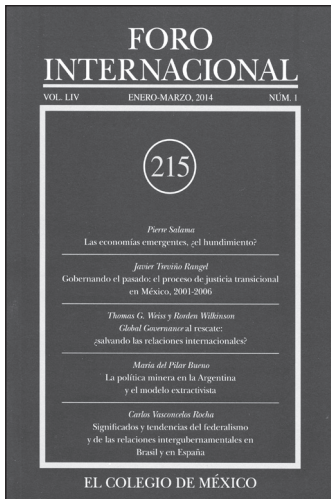 FORO
INTERNACIONAL
VOL. LIV ENERO-MARZO, 2014 NÚM. 1
215
Pierre Salama
Las economías emergentes, ¿el hundimiento?
Javier Treviño Rangel
Gobernando el pasado: el proceso de justicia transicional
en México, 2001-2006
Thomas G. Weiss y Rorden Wilkinson
Global Governance al rescate:
¿salvando las relaciones internacionales?
María del Pilar Bueno
La política minera en la Argentina
y el modelo extractivista
Carlos Vasconcelos Rocha
Significados y tendencias del federalismo
y de las relaciones intergubernamentales en
Brasil y en España
EL COLEGIO DE MÉXICO